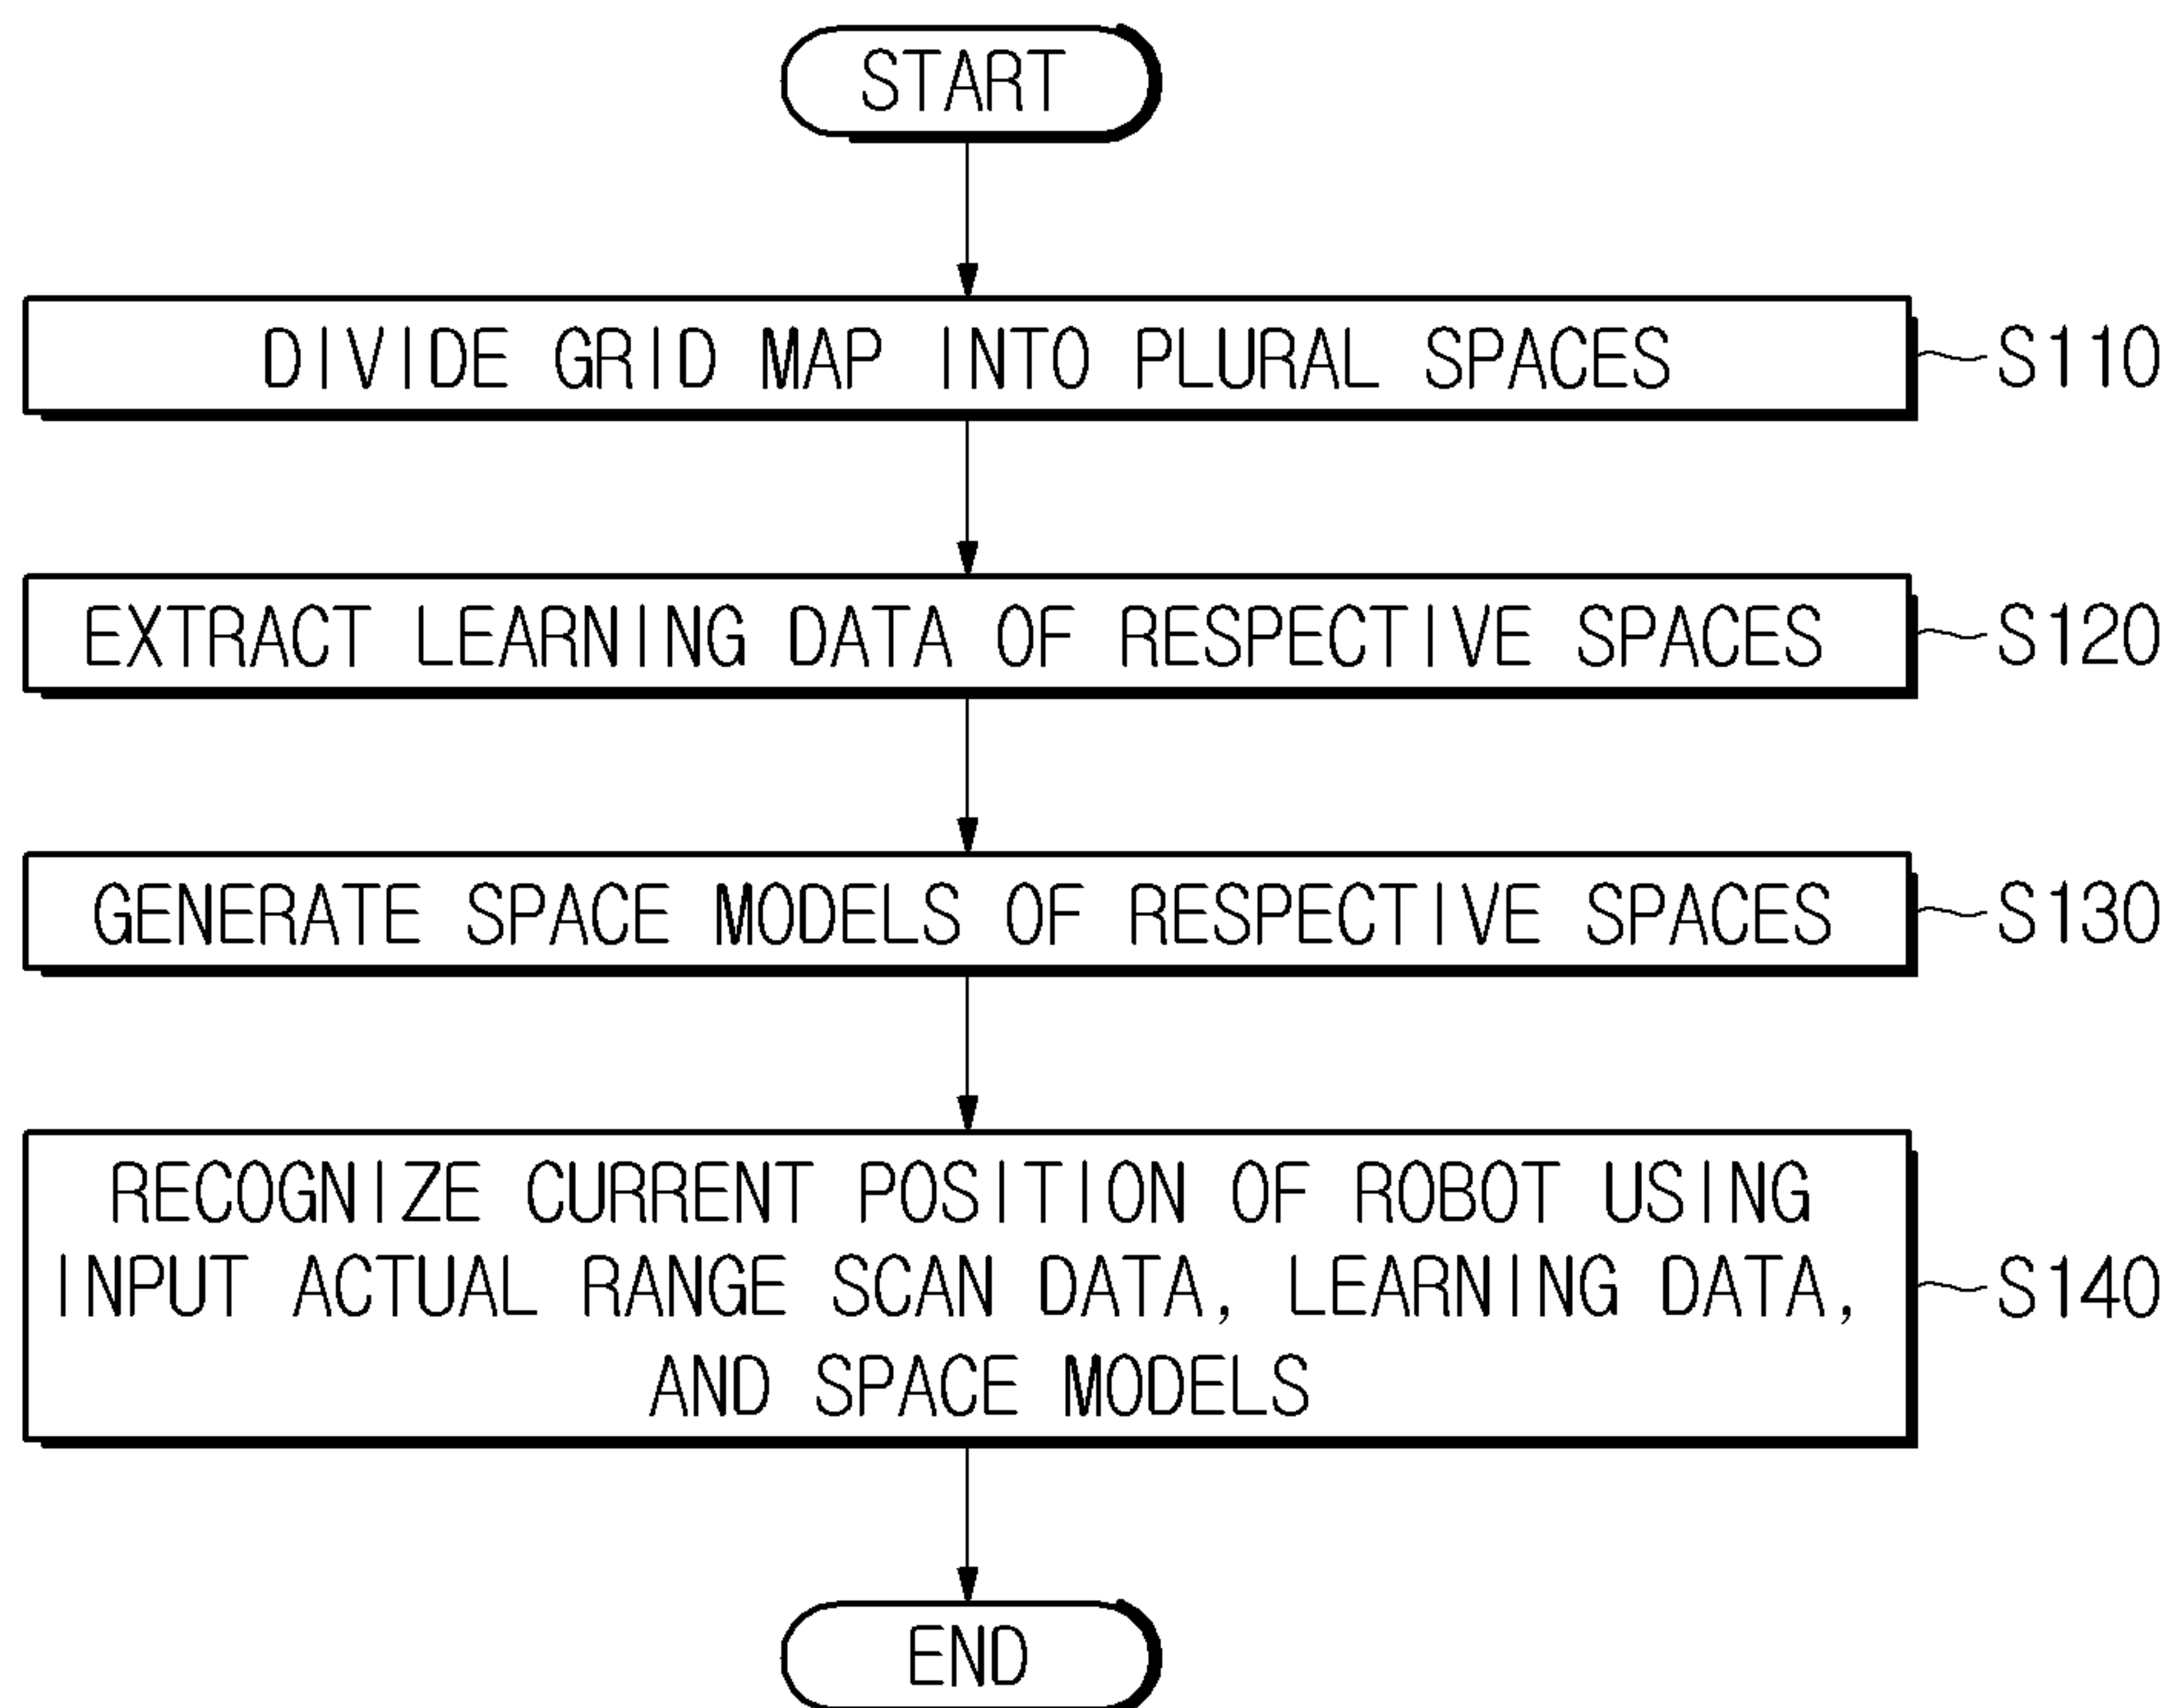 START
DIVIDE GRID MAP INTO PLURAL SPACES
S110
EXTRACT LEARNING DATA OF RESPECTIVE SPACES
S120
GENERATE SPACE MODELS OF RESPECTIVE SPACES
S130
RECOGNIZE CURRENT POSITION OF ROBOT USING
INPUT ACTUAL RANGE SCAN DATA, LEARNING DATA,
AND SPACE MODELS
S140
END